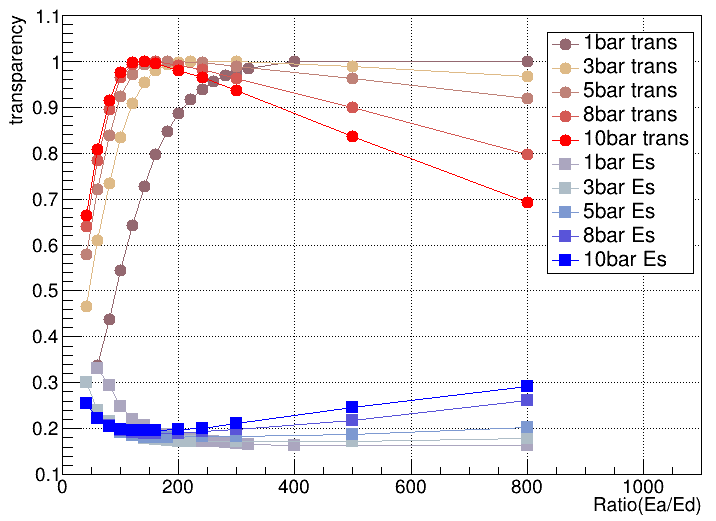 1.1
transparency
1
0.9
0.8
0.7
0.6
0.5
0.4
0.3
0.2
0.1
1bar trans
3bar trans
5bar trans
8bar trans
10bar trans
1bar Es
3bar Es
5bar Es
8bar Es
10bar Es
0 200 400 600 800 1000
Ratio(Ea/Ed)